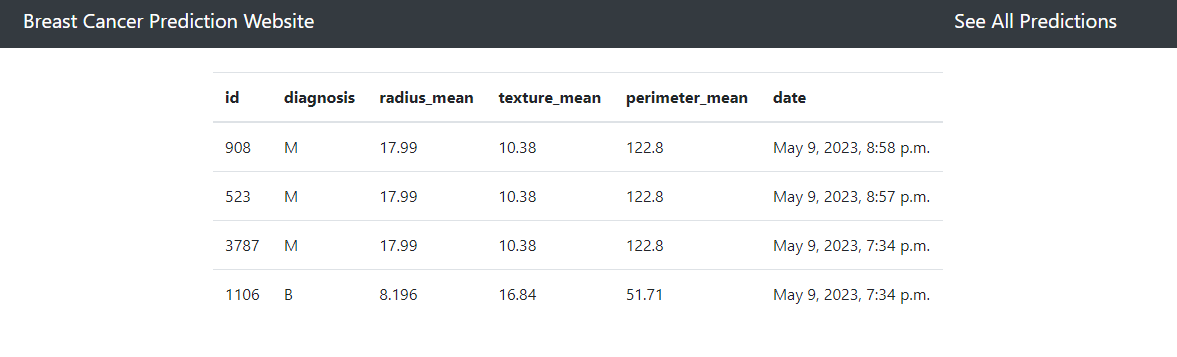 Breast Cancer Prediction Website See All Predictions
id diagnosis radius_mean texture_mean perimeter_mean date
908 M 17.99 10.38 122.8 May 9, 2023, 8:58 p.m.
523 M 17.99 10.38 122.8 May 9, 2023, 8:57 p.m.
3787 M 17.99 10.38 122.8 May 9, 2023, 7:34 p.m.
1106 B 8.196 16.84 51.71 May 9, 2023, 7:34 p.m.